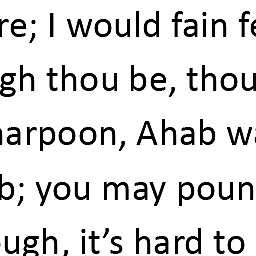 re; I would fain fe
gh thou be, thou
harpoon, Ahab wa
b; you may poun
ough, it’s hard to